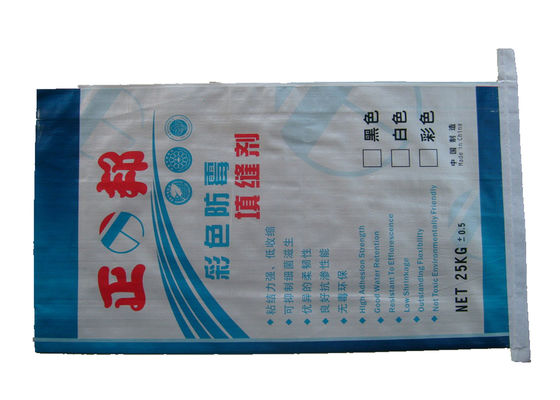 正邦
彩色防霉
填缝剂
粘结力强、低收缩
可抑制细菌滋生
优异的柔韧性
良好抗渗性能
无毒环保
High Adhesion Strength
Good Water Retention
Resistant To Efflorescence
Low Shrinkage
Outstanding Flexibility
Not Toxic Environmentally Friendly
黑色
白色
彩色
中国制造
Made in China
NET 25KG ± 0.5